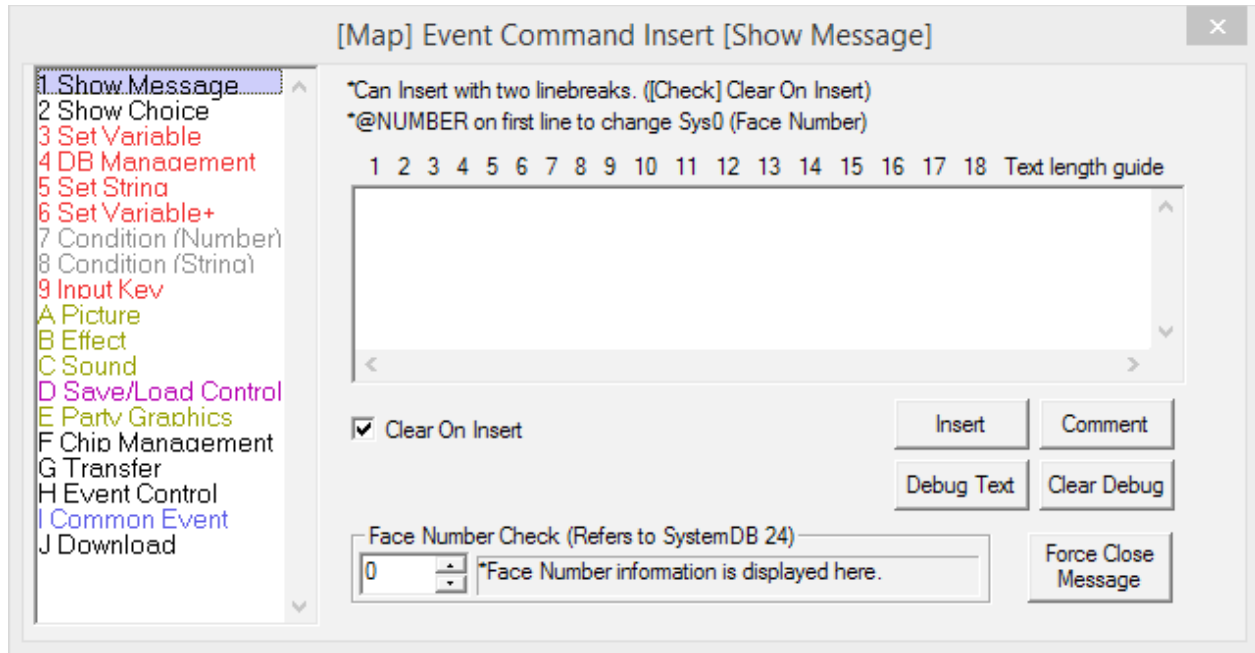 [Map] Event Command Insert [Show Message]
1 Show Message
2 Show Choice
3 Set Variable
4 DB Management
5 Set String
6 Set Variable+
7 Condition (Number)
8 Condition (String)
9 Input Key
A Picture
B Effect
C Sound
D Save/Load Control
E Party Graphics
F Chip Management
G Transfer
H Event Control
I Common Event
J Download
*Can Insert with two linebreaks. ([Check] Clear On Insert)
*@NUMBER on first line to change Sys0 (Face Number)
1 2 3 4 5 6 7 8 9 10 11 12 13 14 15 16 17 18 Text length guide
Clear On Insert
Insert
Comment
Debug Text
Clear Debug
Face Number Check (Refers to SystemDB 24)
0
*Face Number information is displayed here.
Force Close
Message